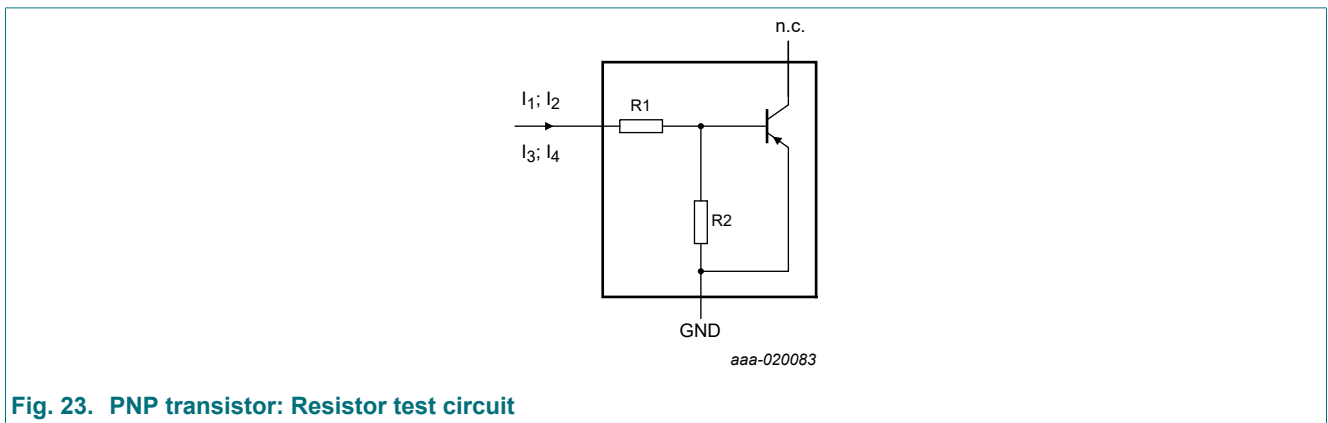 n.c.
I1; I2
R1
I3; I4
R2
GND
aaa-020083
Fig. 23. PNP transistor: Resistor test circuit